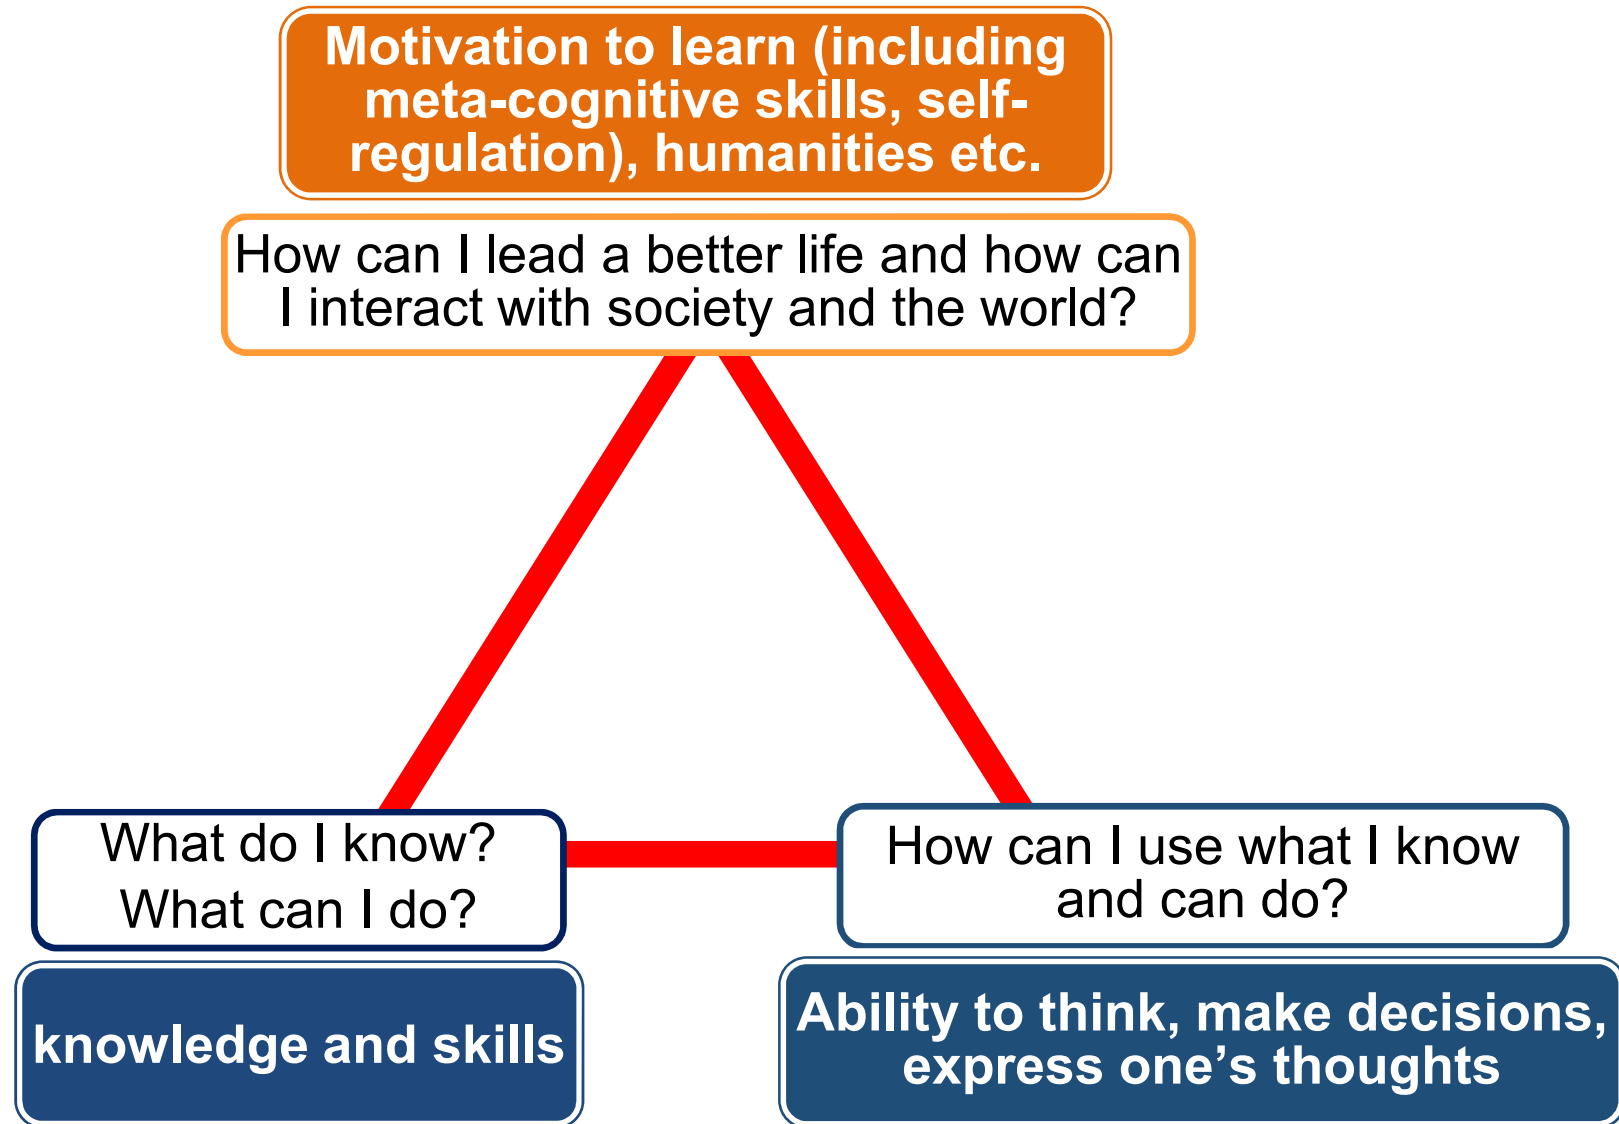 Motivation to learn (including
meta-cognitive skills, self-
regulation), humanities etc.
How can I lead a better life and how can
I interact with society and the world?
What do I know?
What can I do?
knowledge and skills
How can I use what I know
and can do?
Ability to think, make decisions,
express one’s thoughts